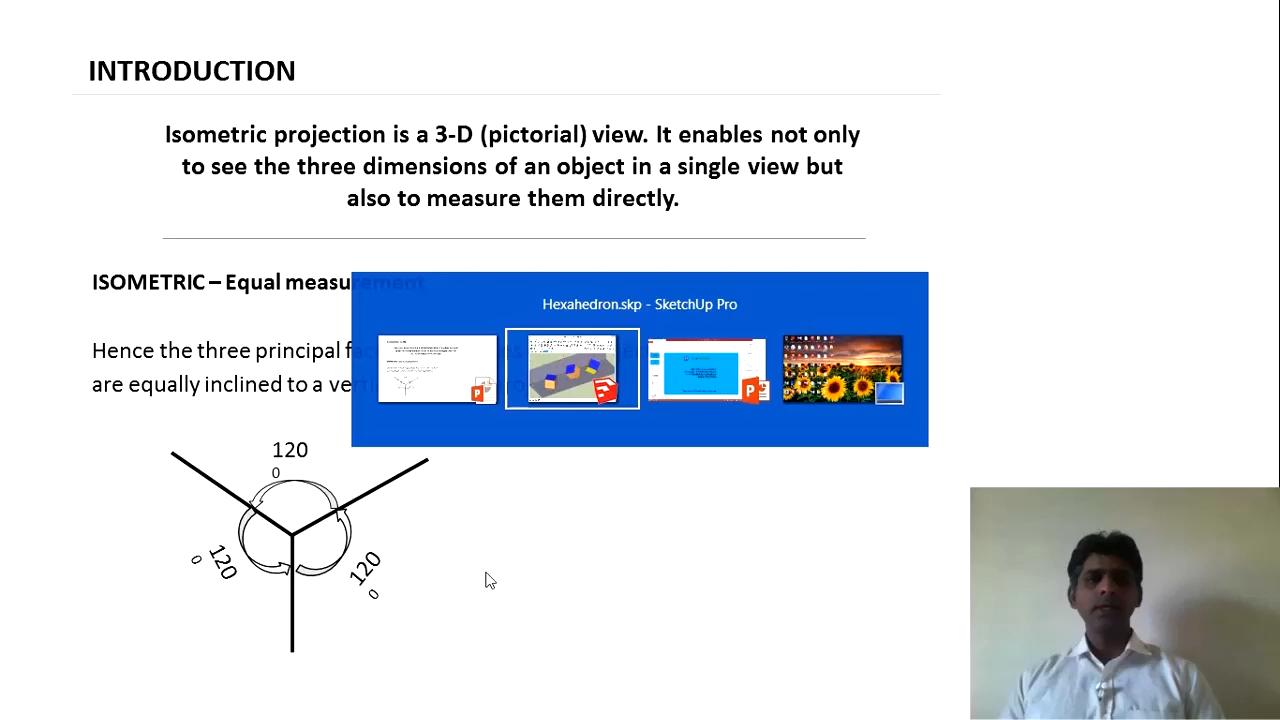 INTRODUCTION
Isometric projection is a 3-D (pictorial) view. It enables not only
to see the three dimensions of an object in a single view but
also to measure them directly.
ISOMETRIC – Equal measurement
Hexahedron.skp - SketchUp Pro
Hence the three principal
are equally inclined to a
120
0
120
0
120
0